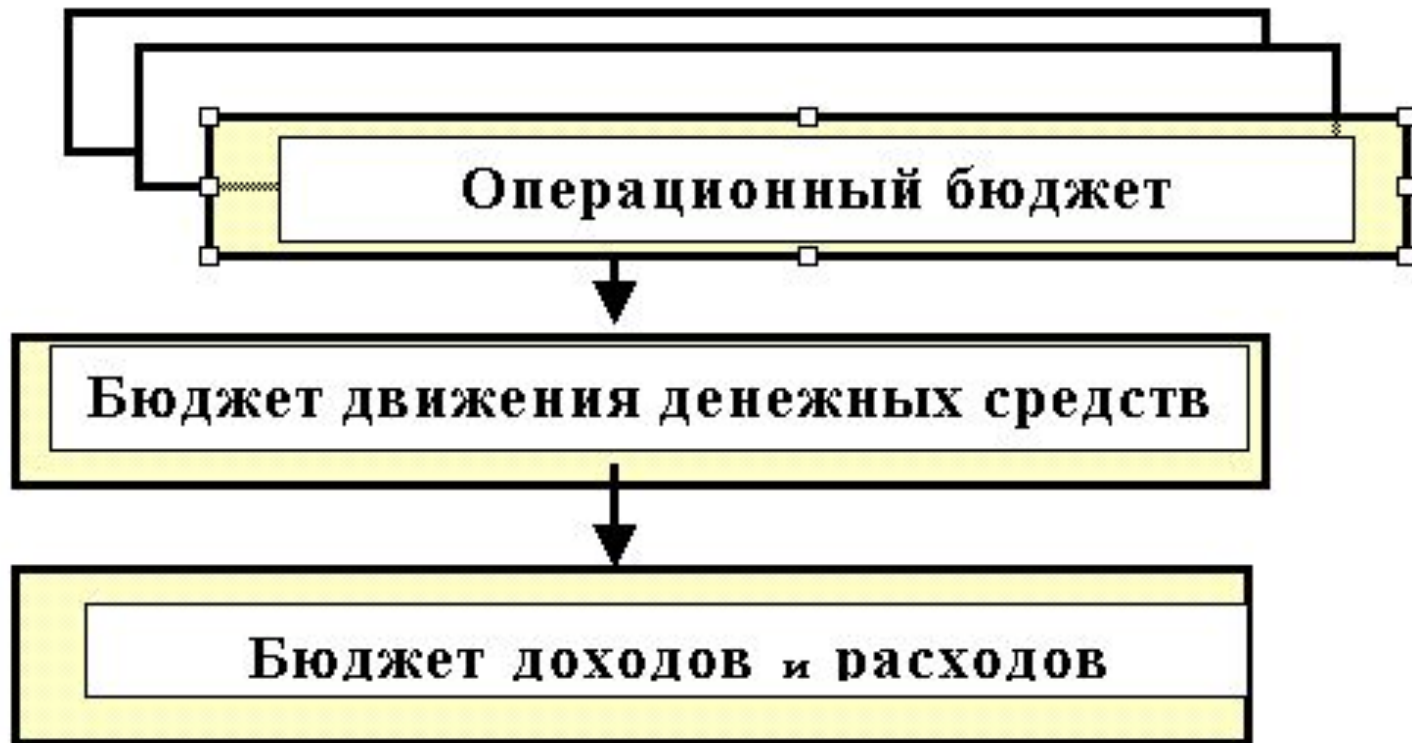 Операционный бюджет
Бюджет движения денежных средств
Бюджет доходов и расходов